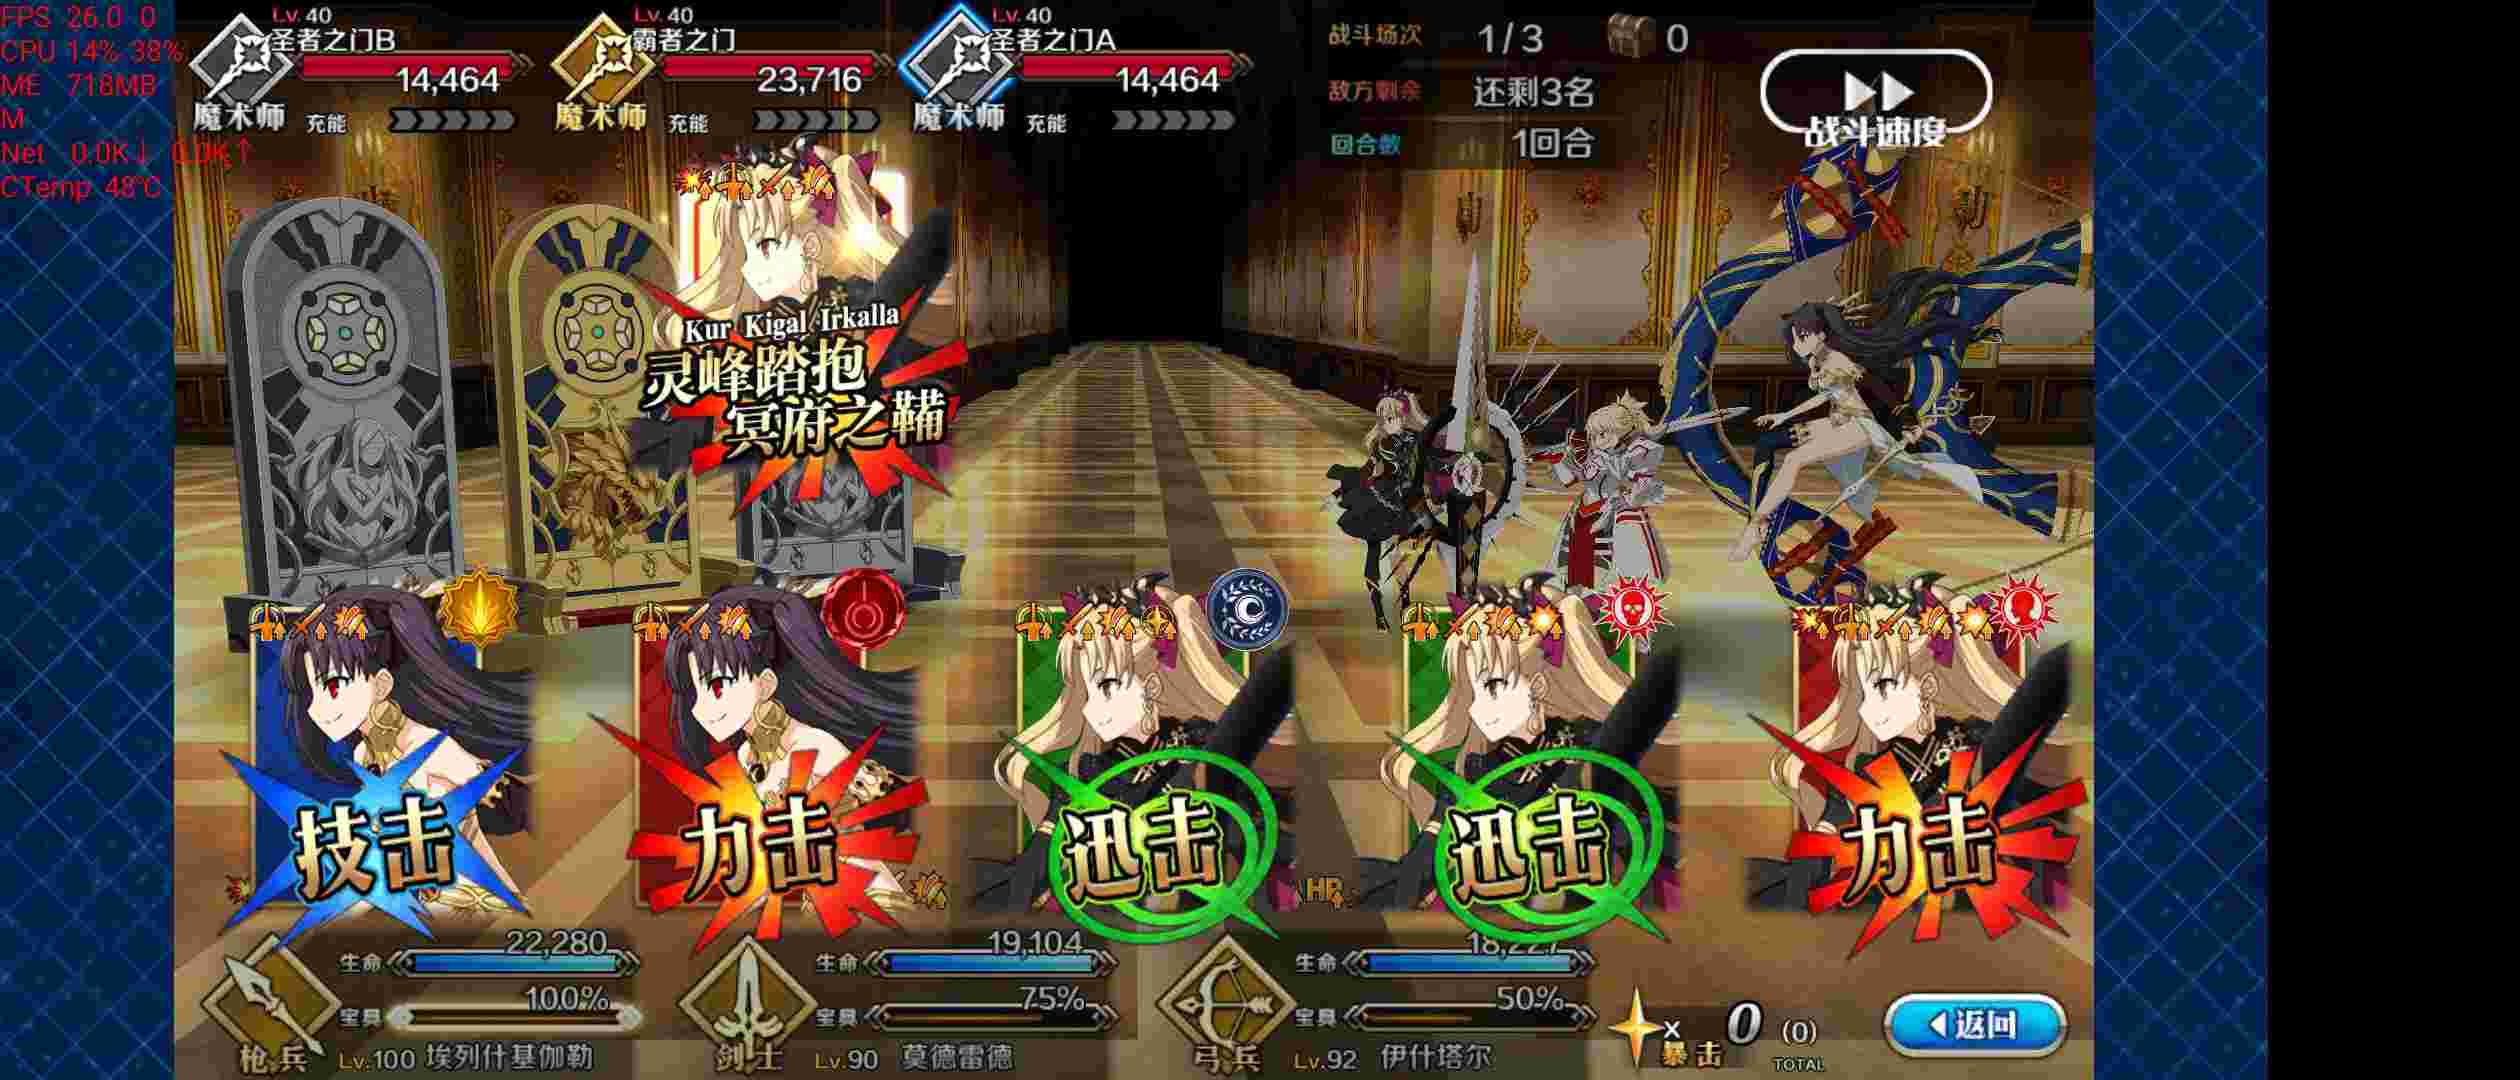 FPS 26.0 0
CPU 14% 38%
ME 718MB
M
Net 0.0K↓ 0.0K↑
CTemp 48℃
Lv.40
圣者之门B
14,464
魔术师
充能
Lv.40
霸者之门
23,716
魔术师
充能
Lv.40
圣者之门A
14,464
魔术师
充能
战斗场次 1/3 0
敌方剩余 还剩3名
回合数 1回合
战斗速度
Kur Kigal Irkalla
灵峰踏抱
冥府之鞴
技击
力击
迅击
迅击
力击
HP
生命 22,280
宝具 100%
枪兵
Lv.100 埃列什基伽勒
生命 19,104
宝具 75%
剑士
Lv.90 莫德雷德
生命 18,227
宝具 50%
弓兵
Lv.92 伊什塔尔
x 暴击 0 (0)
TOTAL
返回